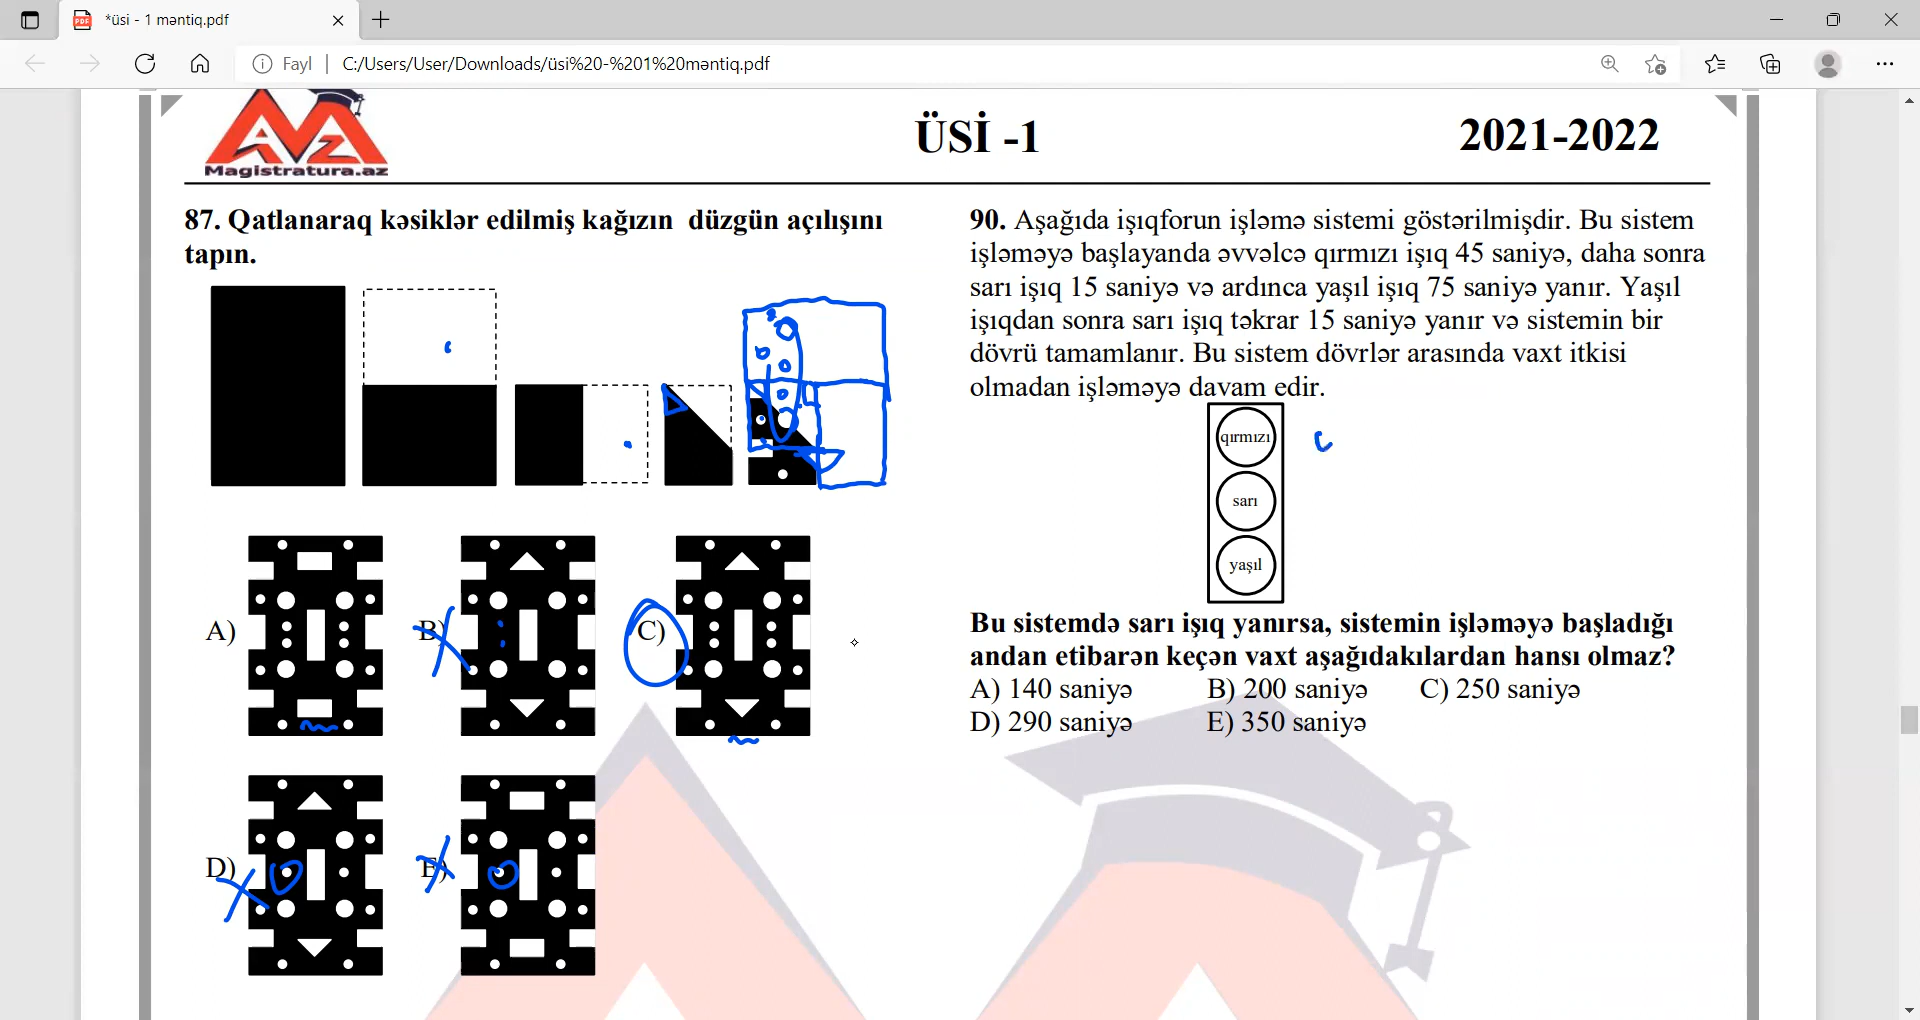 *üsi - 1 məntiq.pdf
Fayl | C:/Users/User/Downloads/üsi%20-%201%20məntiq.pdf
Magistratura.az
ÜSİ -1
2021-2022
87. Qatlanaraq kəsiklər edilmiş kağızın düzgün açılışını
tapın.
A)
B)
C)
D)
E)
90. Aşağıda işıqforun işləmə sistemi göstərilmişdir. Bu sistem
işləməyə başlayanda əvvəlcə qırmızı işıq 45 saniyə, daha sonra
sarı işıq 15 saniyə və ardınca yaşıl işıq 75 saniyə yanır. Yaşıl
işıqdan sonra sarı işıq təkrar 15 saniyə yanır və sistemin bir
dövrü tamamlanır. Bu sistem dövrlər arasında vaxt itkisi
olmadan işləməyə davam edir.
qırmızı
sarı
yaşıl
Bu sistemdə sarı işıq yanırsa, sistemin işləməyə başladığı
andan etibarən keçən vaxt aşağıdakılardan hansı olmaz?
A) 140 saniyə B) 200 saniyə C) 250 saniyə
D) 290 saniyə E) 350 saniyə